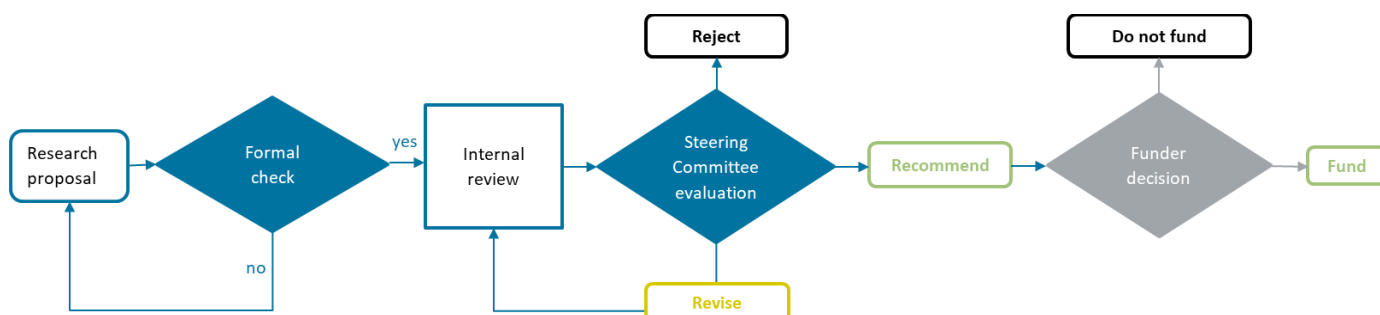 Reject
Do not fund
Research
proposal
Formal
check
yes
no
Internal
review
Steering
Committee
evaluation
Revise
Recommend
Funder
decision
Fund